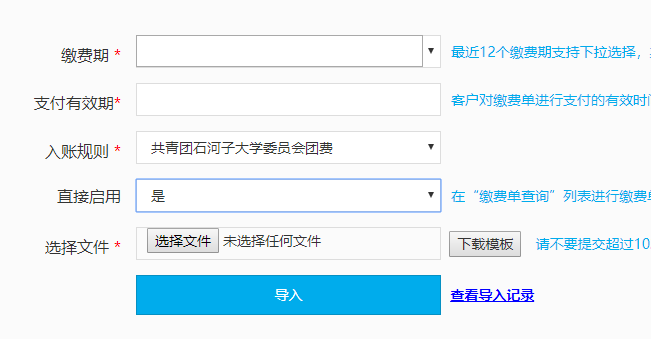 缴费期 * 最近12个缴费期支持下拉选择，
支付有效期* 客户对缴费单进行支付的有效时间
入账规则 * 共青团石河子大学委员会团费
直接启用 是 在“缴费单查询”列表进行缴费单
选择文件 * 选择文件 未选择任何文件 下载模板 请不要提交超过10
导入 查看导入记录